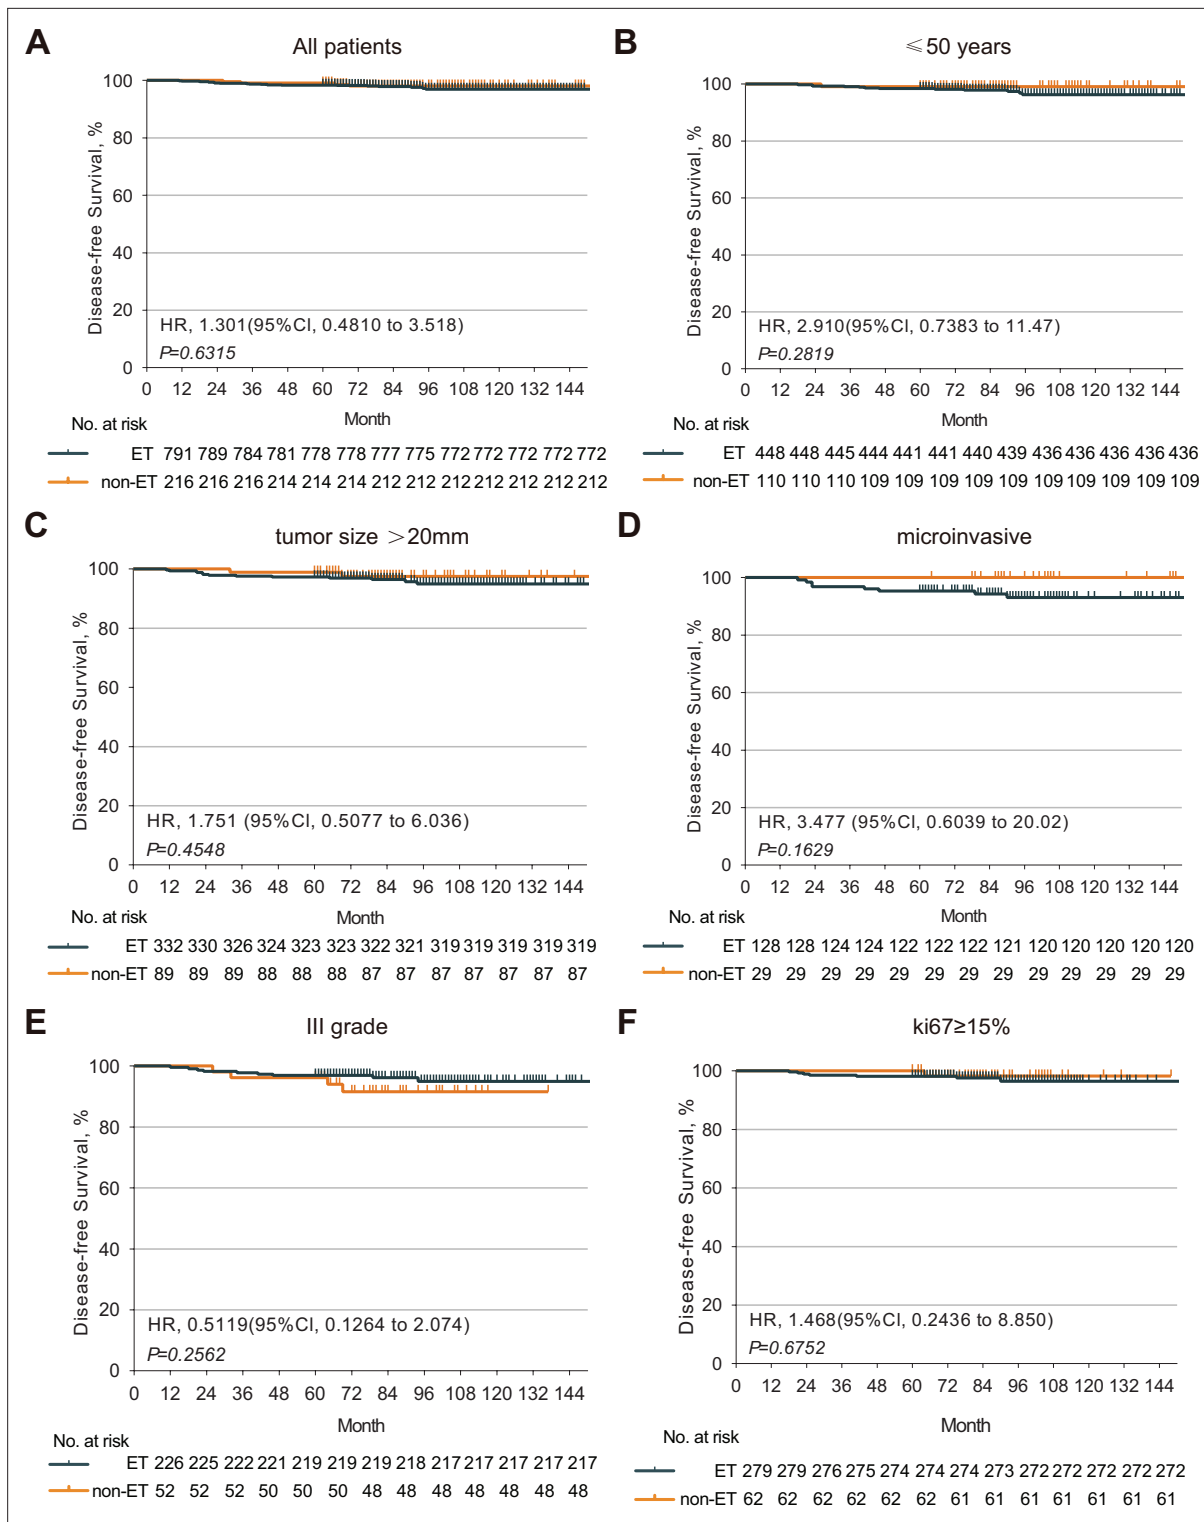 A
All patients
Disease-free Survival, %
100
80
60
40
20
0
HR, 1.301(95%CI, 0.4810 to 3.518)
P=0.6315
0 12 24 36 48 60 72 84 96 108 120 132 144
Month
No. at risk
ET 791 789 784 781 778 778 777 775 772 772 772 772 772
non-ET 216 216 216 214 214 214 212 212 212 212 212 212 212
B
≤50 years
Disease-free Survival, %
100
80
60
40
20
0
HR, 2.910(95%CI, 0.7383 to 11.47)
P=0.2819
0 12 24 36 48 60 72 84 96 108 120 132 144
Month
No. at risk
ET 448 448 445 444 441 441 440 439 436 436 436 436 436
non-ET 110 110 110 109 109 109 109 109 109 109 109 109 109
C
tumor size >20mm
Disease-free Survival, %
100
80
60
40
20
0
HR, 1.751 (95%CI, 0.5077 to 6.036)
P=0.4548
0 12 24 36 48 60 72 84 96 108 120 132 144
Month
No. at risk
ET 332 330 326 324 323 323 322 321 319 319 319 319 319
non-ET 89 89 89 88 88 88 87 87 87 87 87 87 87
D
microinvasive
Disease-free Survival, %
100
80
60
40
20
0
HR, 3.477 (95%CI, 0.6039 to 20.02)
P=0.1629
0 12 24 36 48 60 72 84 96 108 120 132 144
Month
No. at risk
ET 128 128 124 124 122 122 122 121 120 120 120 120 120
non-ET 29 29 29 29 29 29 29 29 29 29 29 29 29
E
III grade
Disease-free Survival, %
100
80
60
40
20
0
HR, 0.5119(95%CI, 0.1264 to 2.074)
P=0.2562
0 12 24 36 48 60 72 84 96 108 120 132 144
Month
No. at risk
ET 226 225 222 221 219 219 219 218 217 217 217 217 217
non-ET 52 52 52 50 50 50 48 48 48 48 48 48 48
F
ki67≥15%
Disease-free Survival, %
100
80
60
40
20
0
HR, 1.468(95%CI, 0.2436 to 8.850)
P=0.6752
0 12 24 36 48 60 72 84 96 108 120 132 144
Month
No. at risk
ET 279 279 276 275 274 274 274 273 272 272 272 272 272
non-ET 62 62 62 62 62 62 61 61 61 61 61 61 61